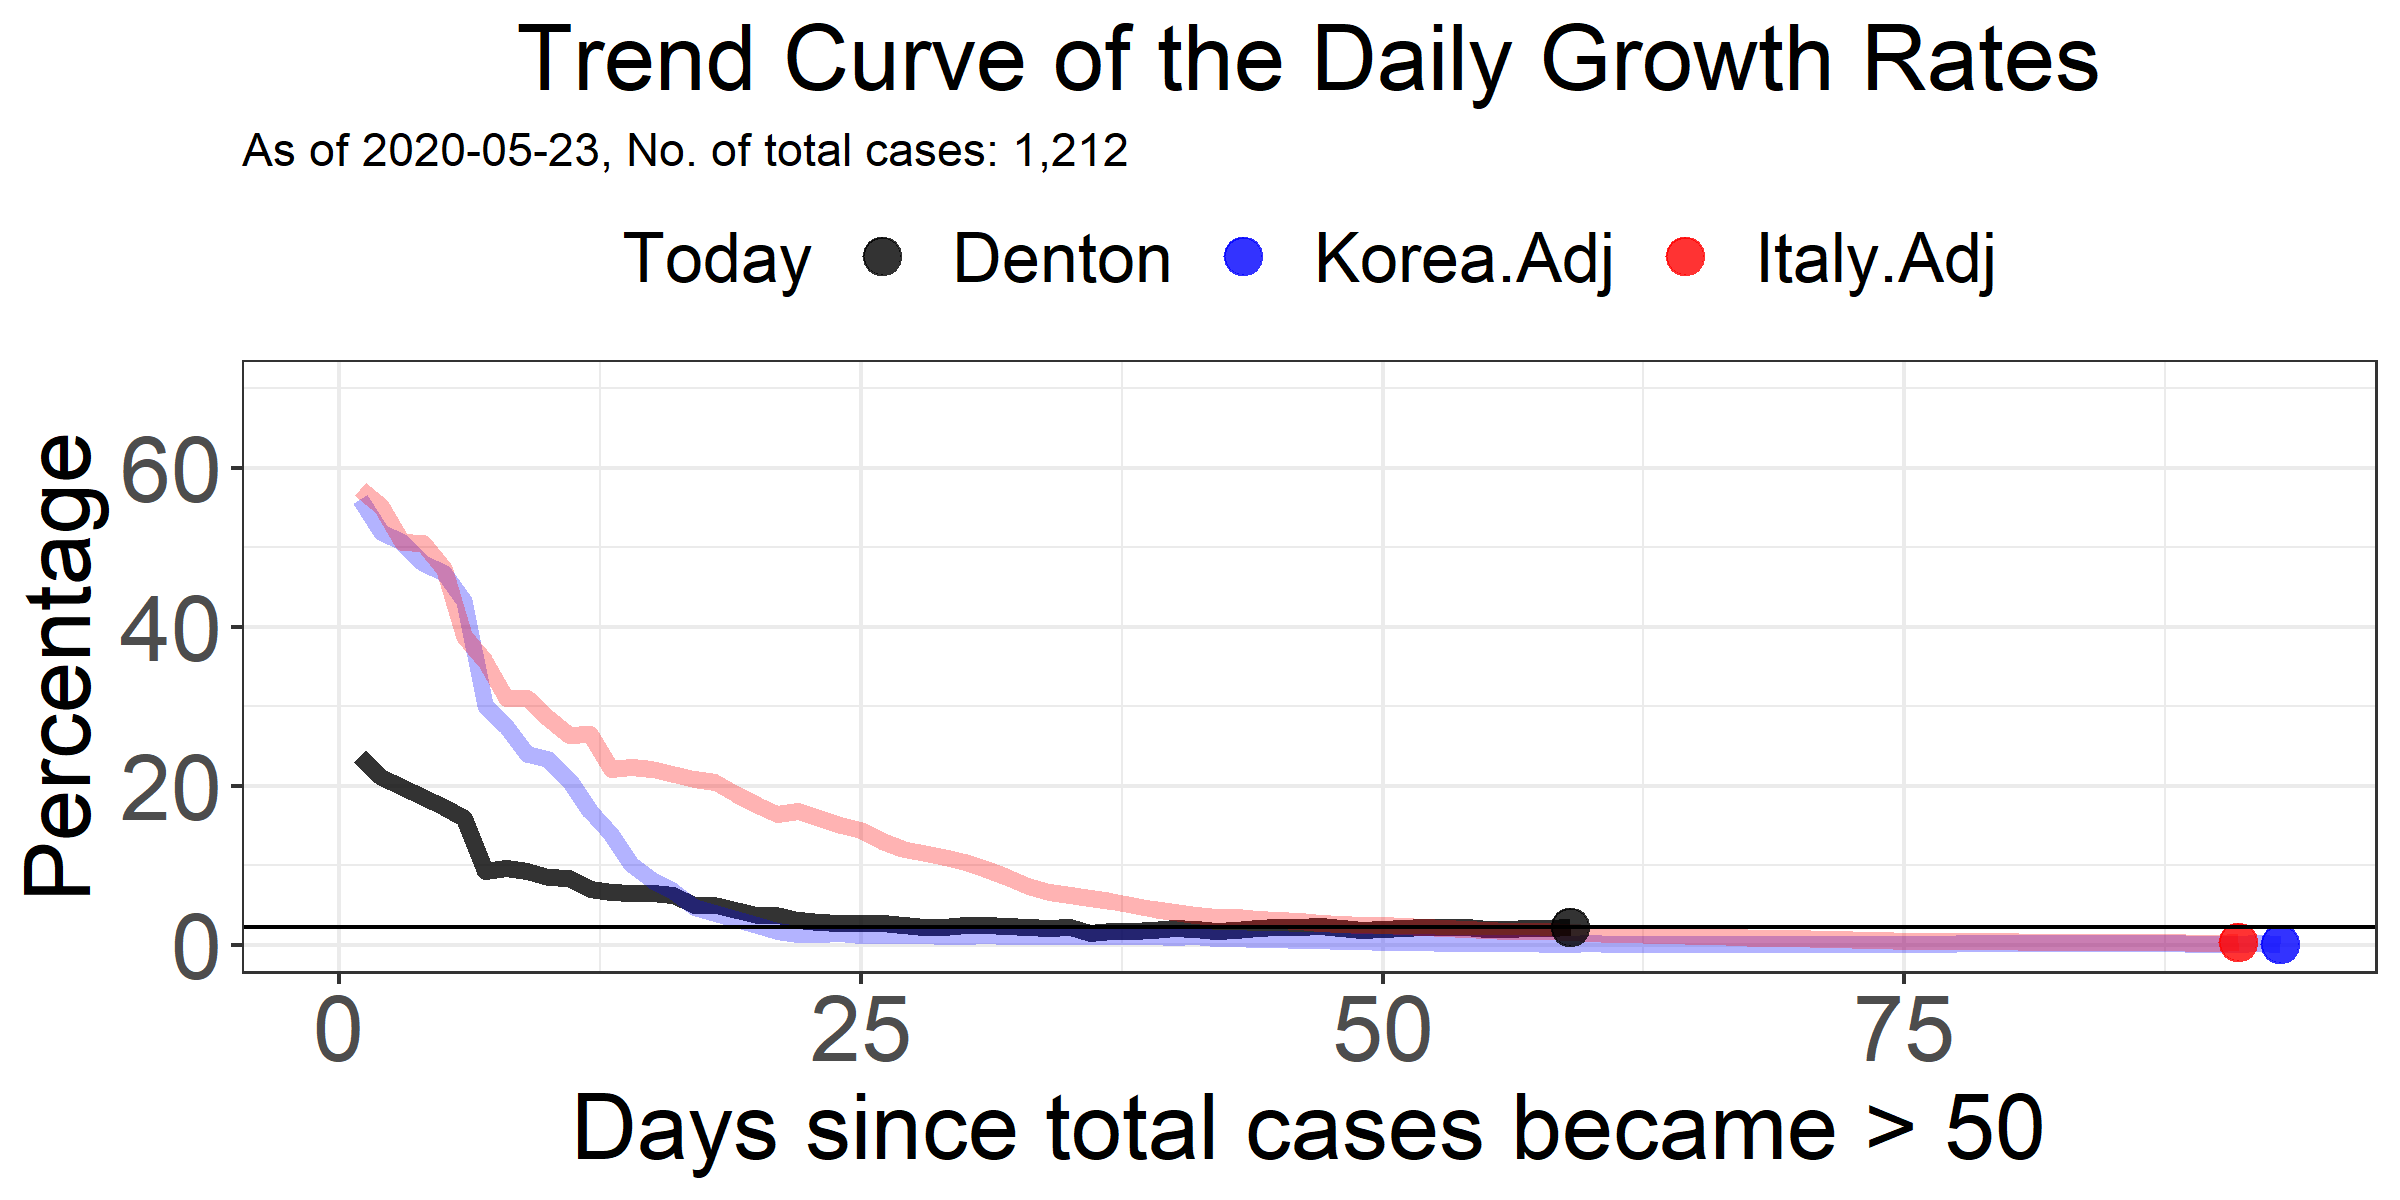 Trend Curve of the Daily Growth Rates
As of 2020-05-23, No. of total cases: 1,212
Today Denton Korea.Adj Italy.Adj
Percentage
60
40
20
0
0 25 50 75
Days since total cases became > 50